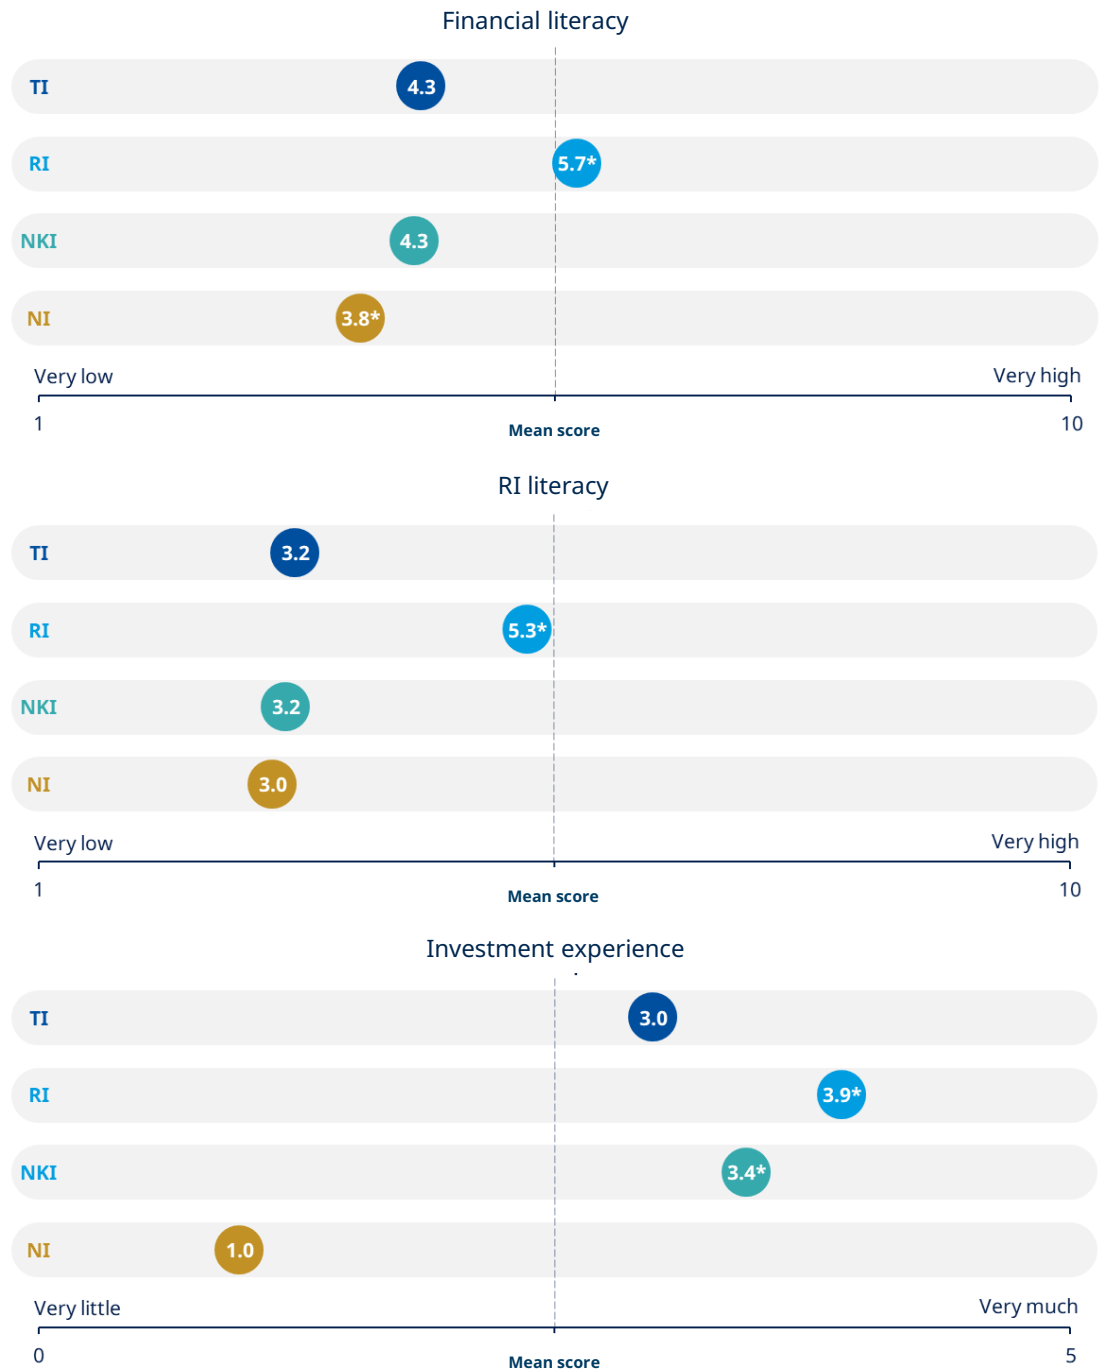 Financial literacy
TI 4.3
RI 5.7*
NKI 4.3
NI 3.8*
Very low Very high
1 10
Mean score
RI literacy
TI 3.2
RI 5.3*
NKI 3.2
NI 3.0
Very low Very high
1 10
Mean score
Investment experience
TI 3.0
RI 3.9*
NKI 3.4*
NI 1.0
Very little Very much
0 5
Mean score